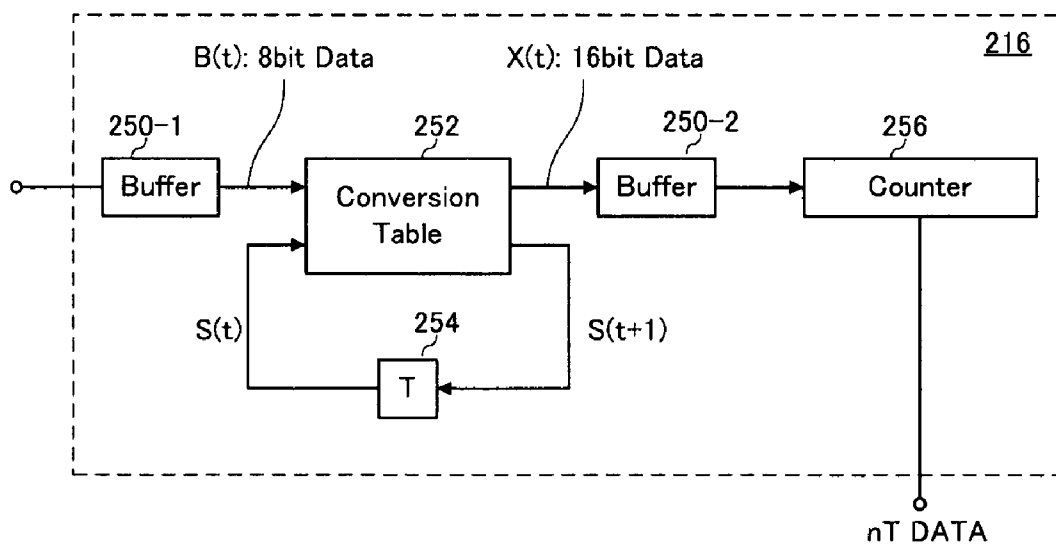 216
B(t): 8bit Data
X(t): 16bit Data
250-1
252
250-2
256
Buffer
Conversion
Table
Buffer
Counter
S(t)
254
S(t+1)
T
nT DATA